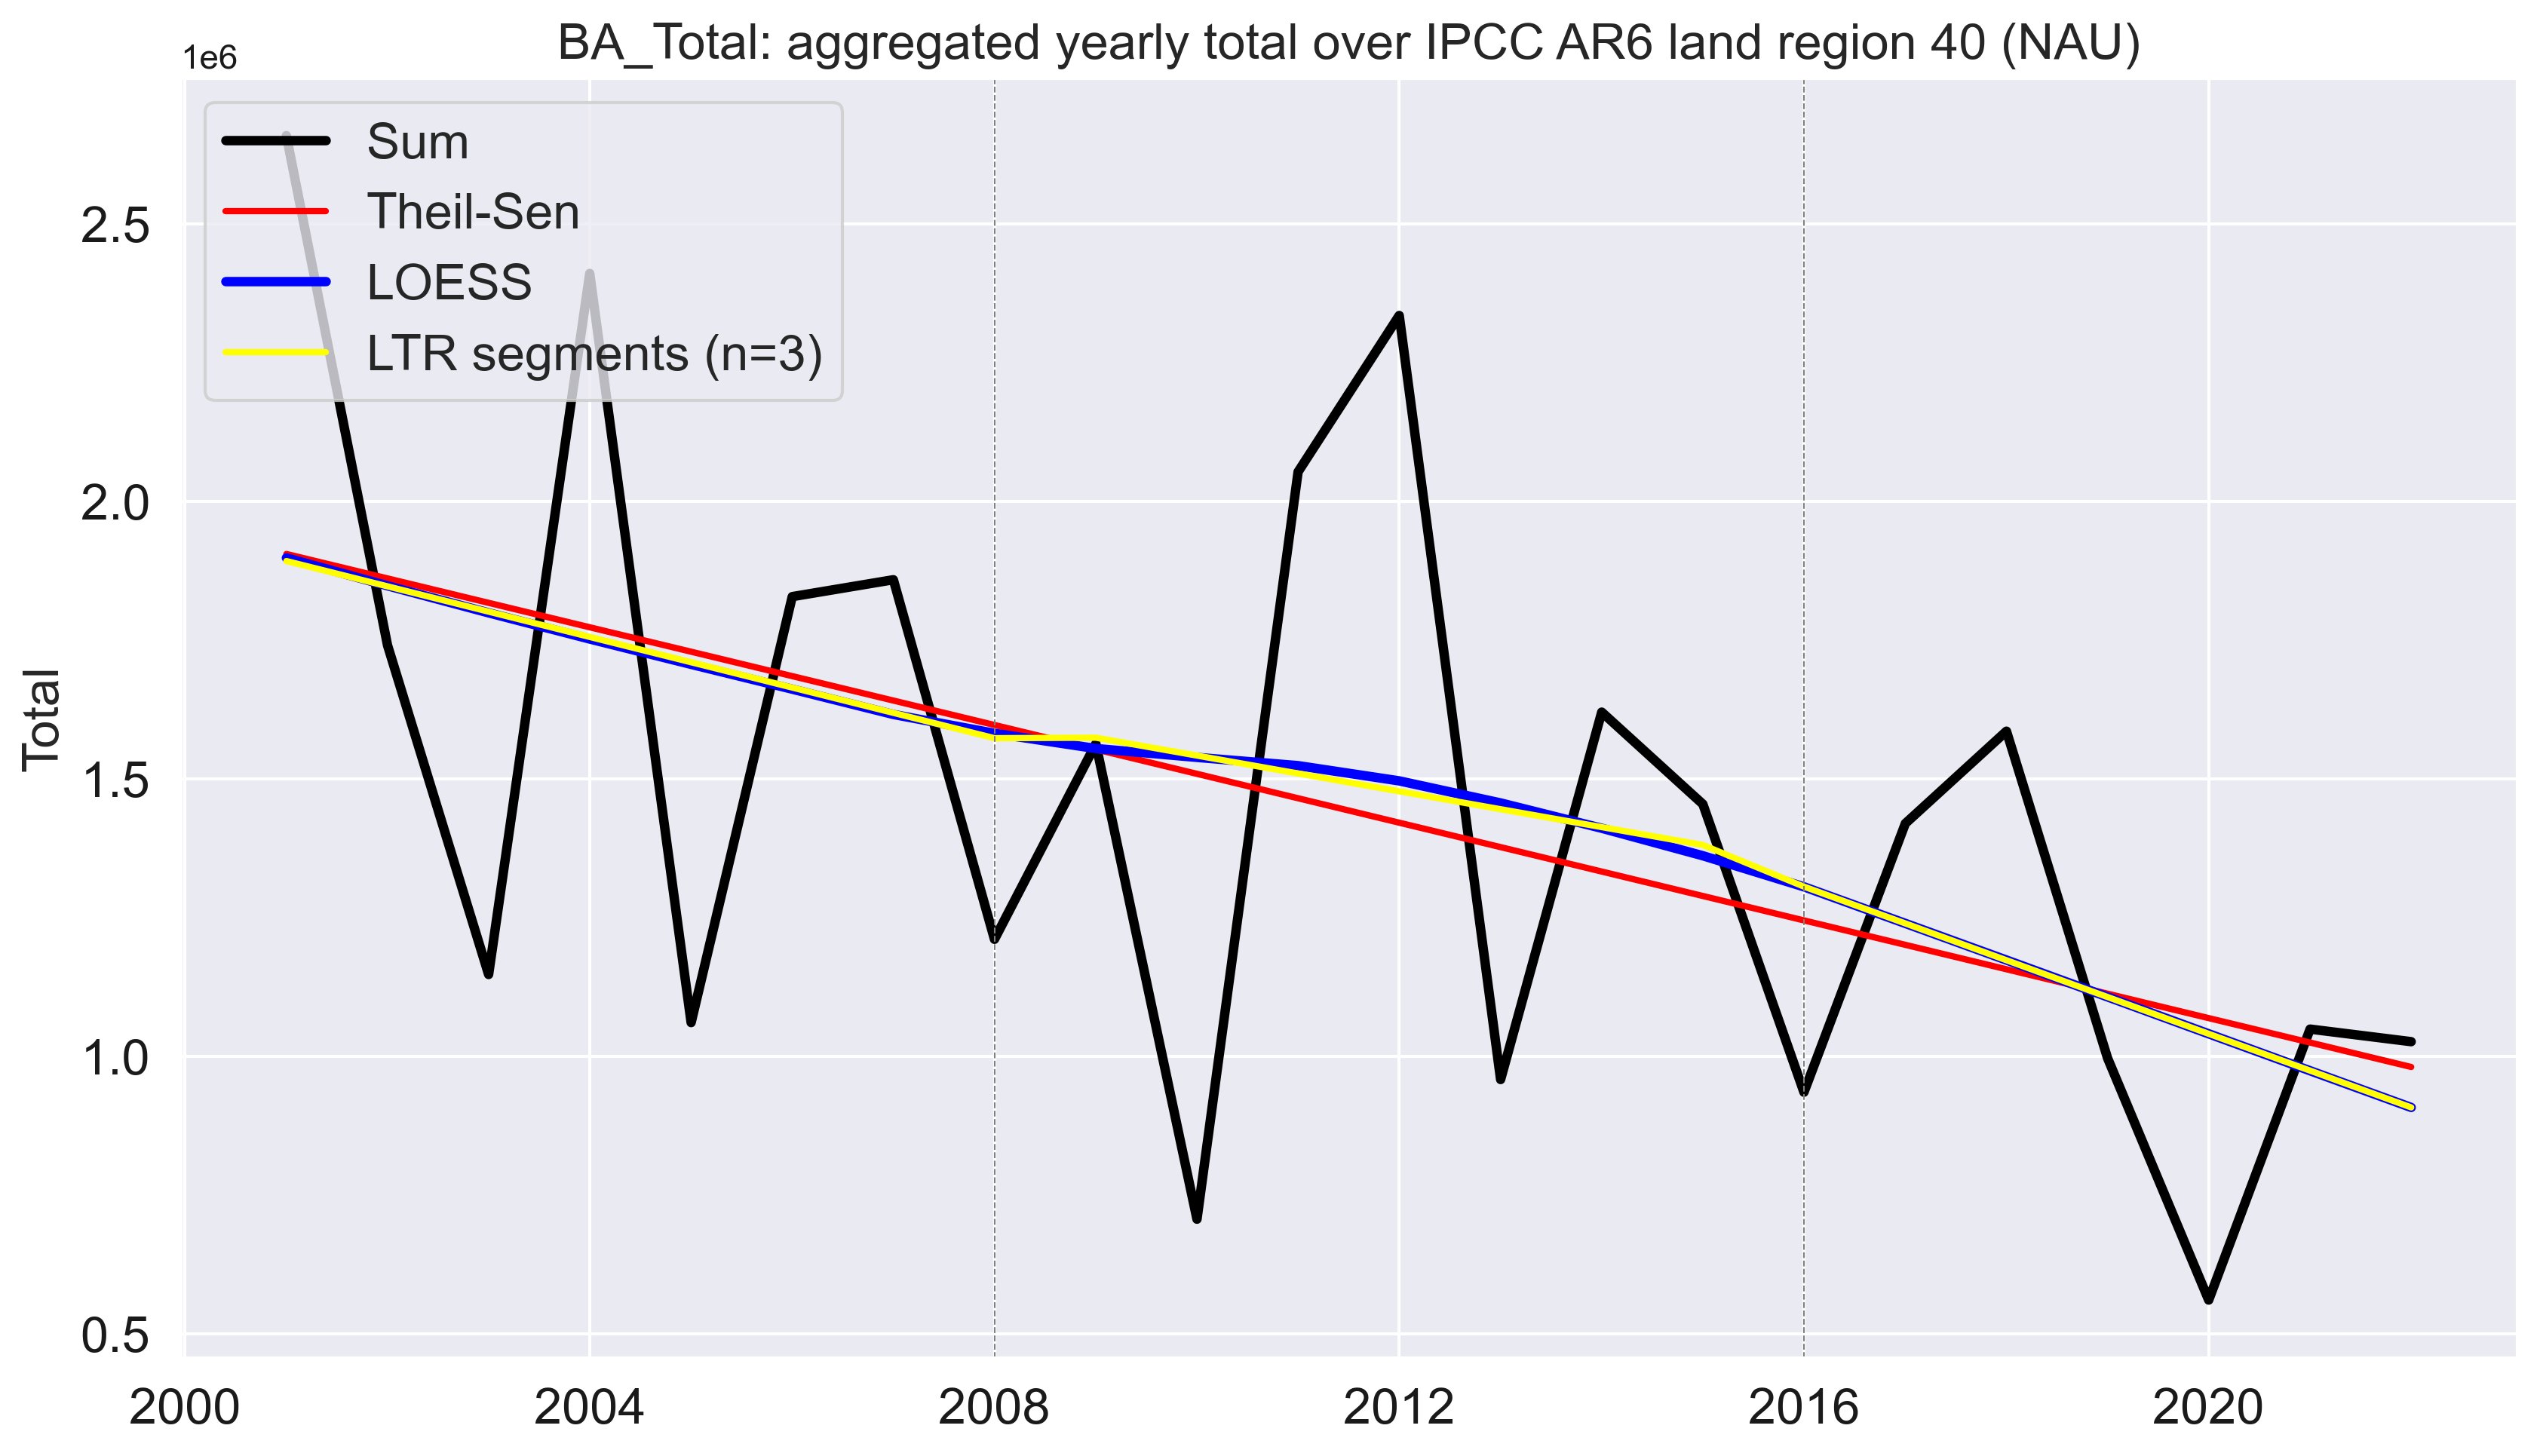 BA_Total: aggregated yearly total over IPCC AR6 land region 40 (NAU)
1e6
Sum
Theil-Sen
LOESS
LTR segments (n=3)
2.5
2.0
1.5
1.0
0.5
Total
2000 2004 2008 2012 2016 2020